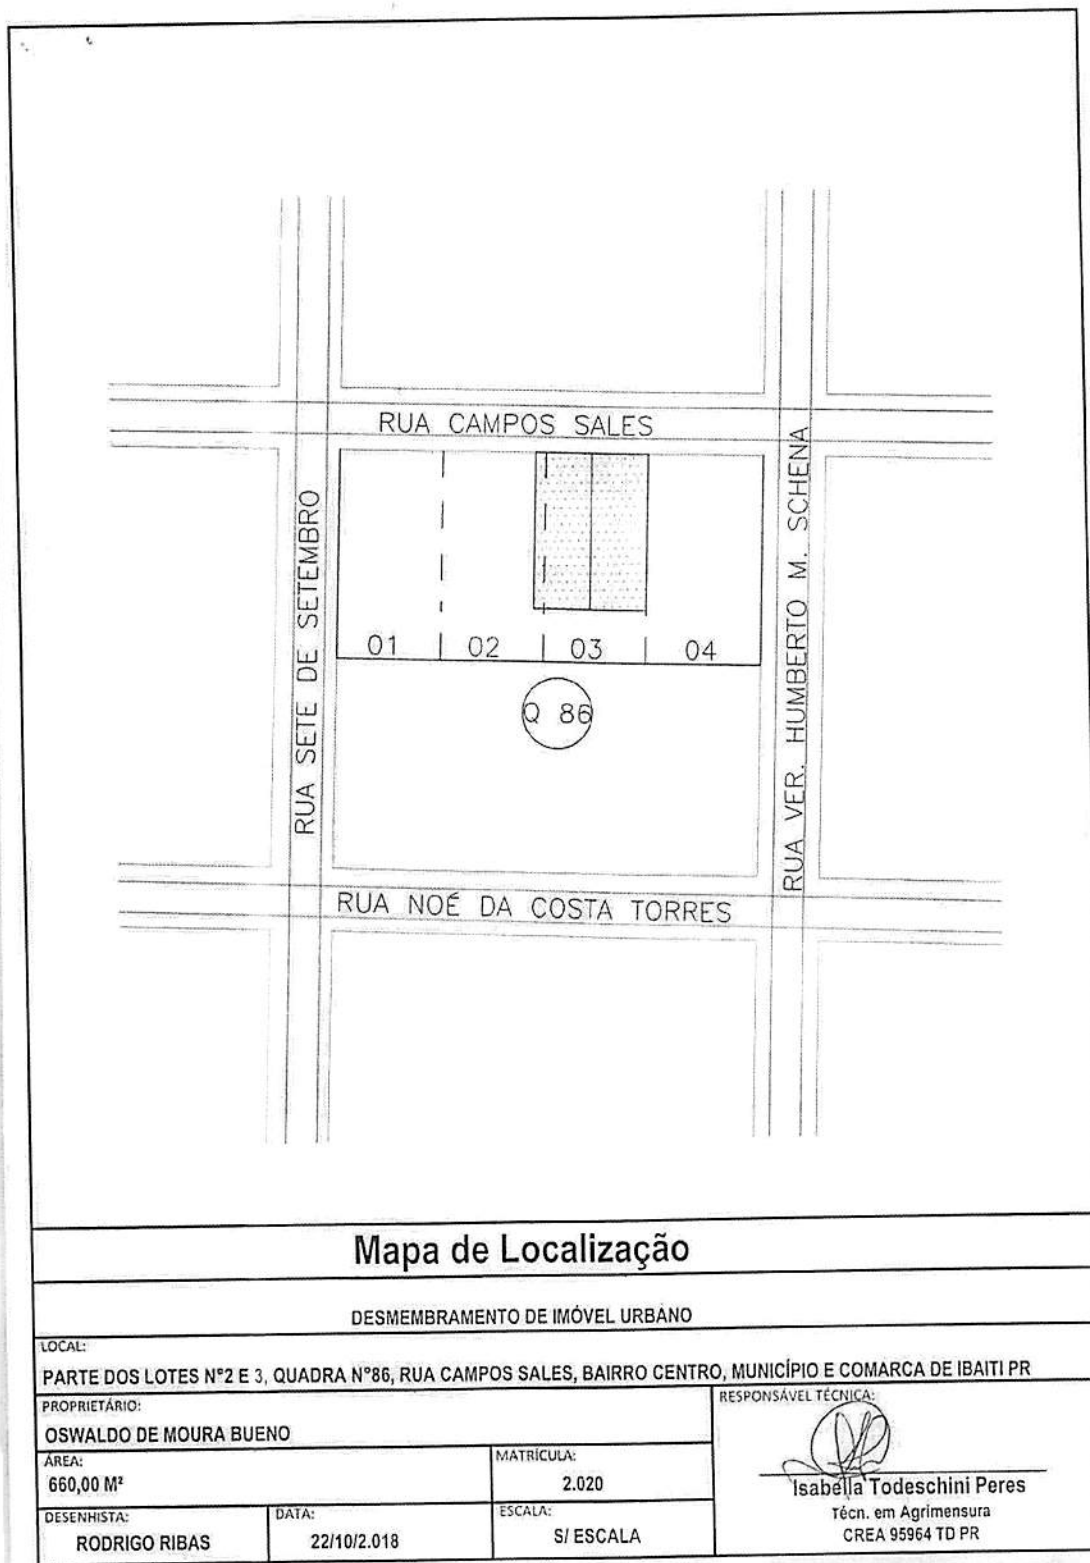 RUA CAMPOS SALES
RUA SETE DE SETEMBRO
RUA VER. HUMBERTO M. SCHENA
01 02 03 04
Q 86
RUA NOÉ DA COSTA TORRES
Mapa de Localização
DESMEMBRAMENTO DE IMÓVEL URBANO
LOCAL:
PARTE DOS LOTES Nº2 E 3, QUADRA Nº86, RUA CAMPOS SALES, BAIRRO CENTRO, MUNICÍPIO E COMARCA DE IBAITI PR
PROPRIETÁRIO:
OSWALDO DE MOURA BUENO
RESPONSÁVEL TÉCNICA:
Isabella Todeschini Peres
Técn. em Agrimensura
CREA 95964 TD PR
ÁREA:
660,00 M²
MATRÍCULA:
2.020
DESENHISTA:
RODRIGO RIBAS
DATA:
22/10/2.018
ESCALA:
S/ ESCALA